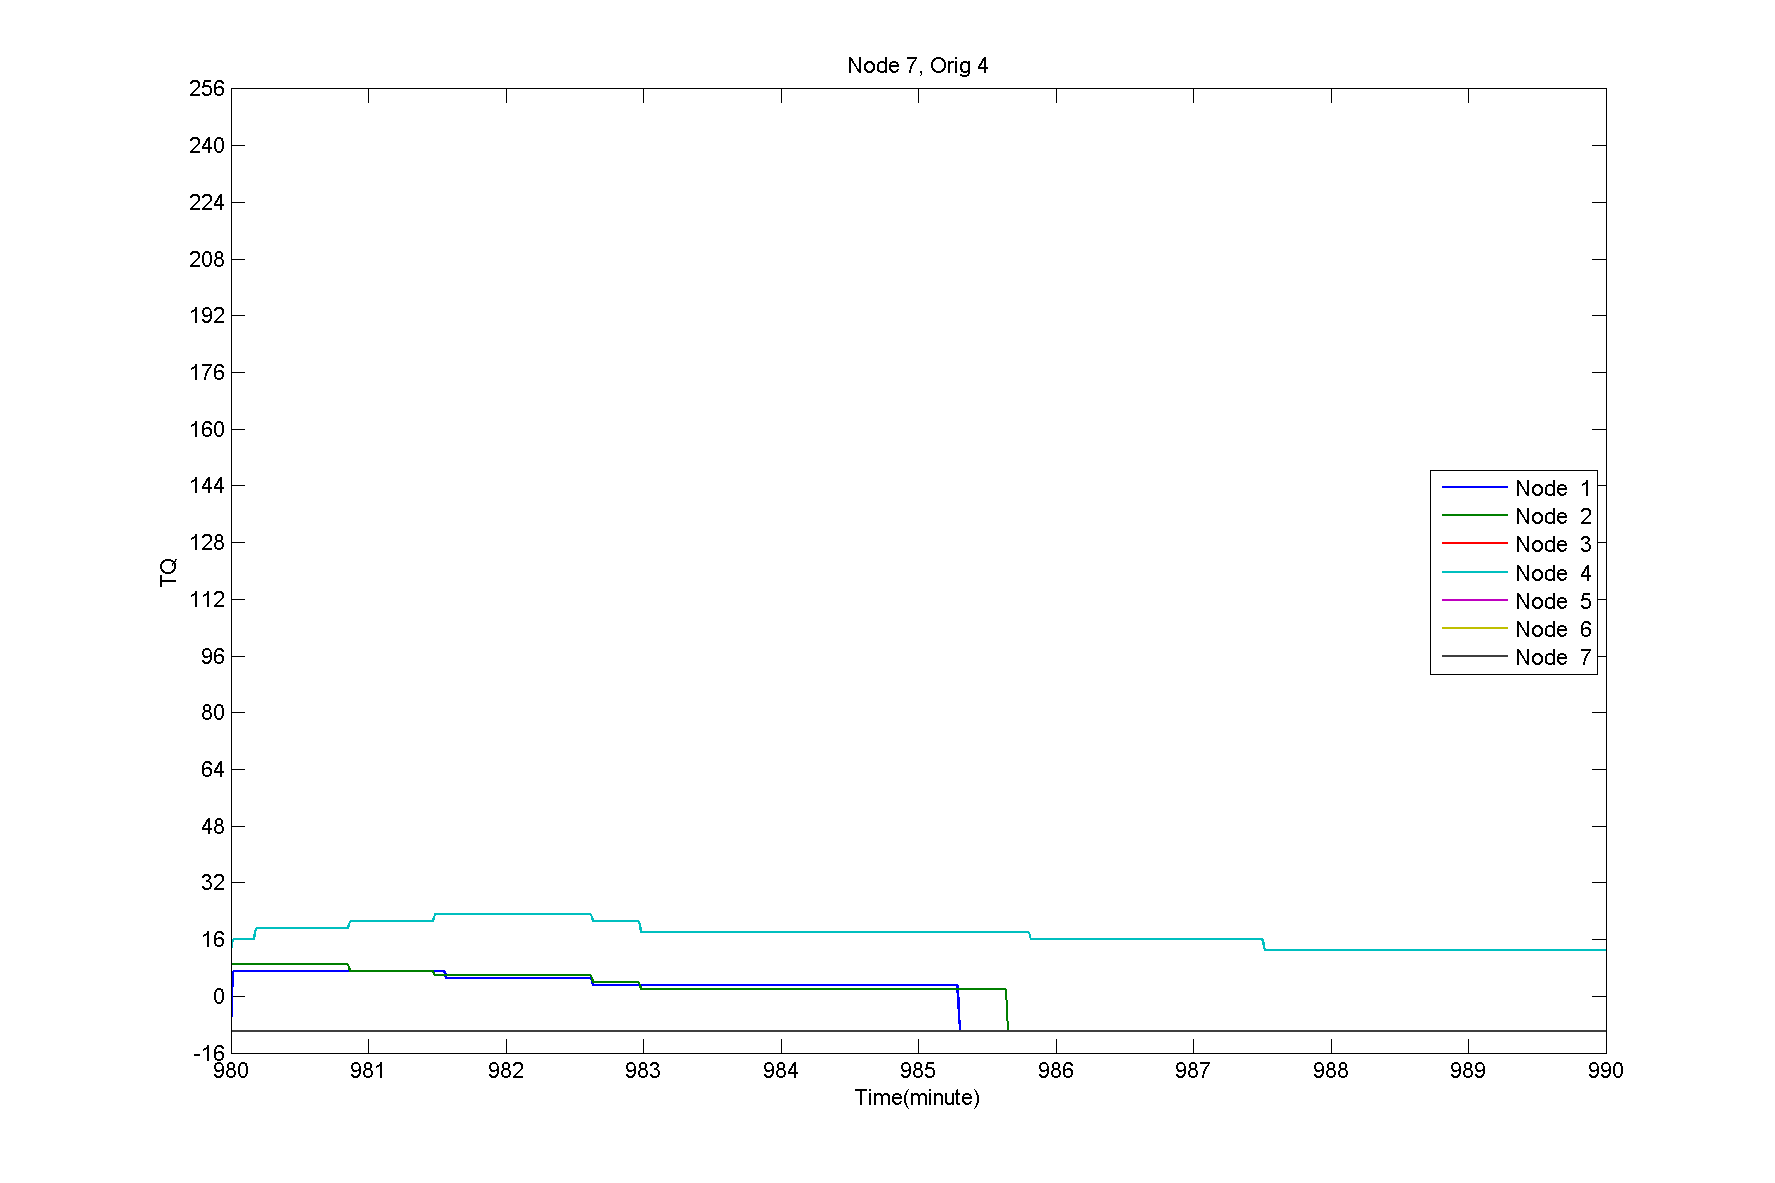 Node 7, Orig 4
256
240
224
208
192
176
160
144
128
112
96
80
64
48
32
16
0
-16
TQ
Node 1
Node 2
Node 3
Node 4
Node 5
Node 6
Node 7
980 981 982 983 984 985 986 987 988 989 990
Time(minute)